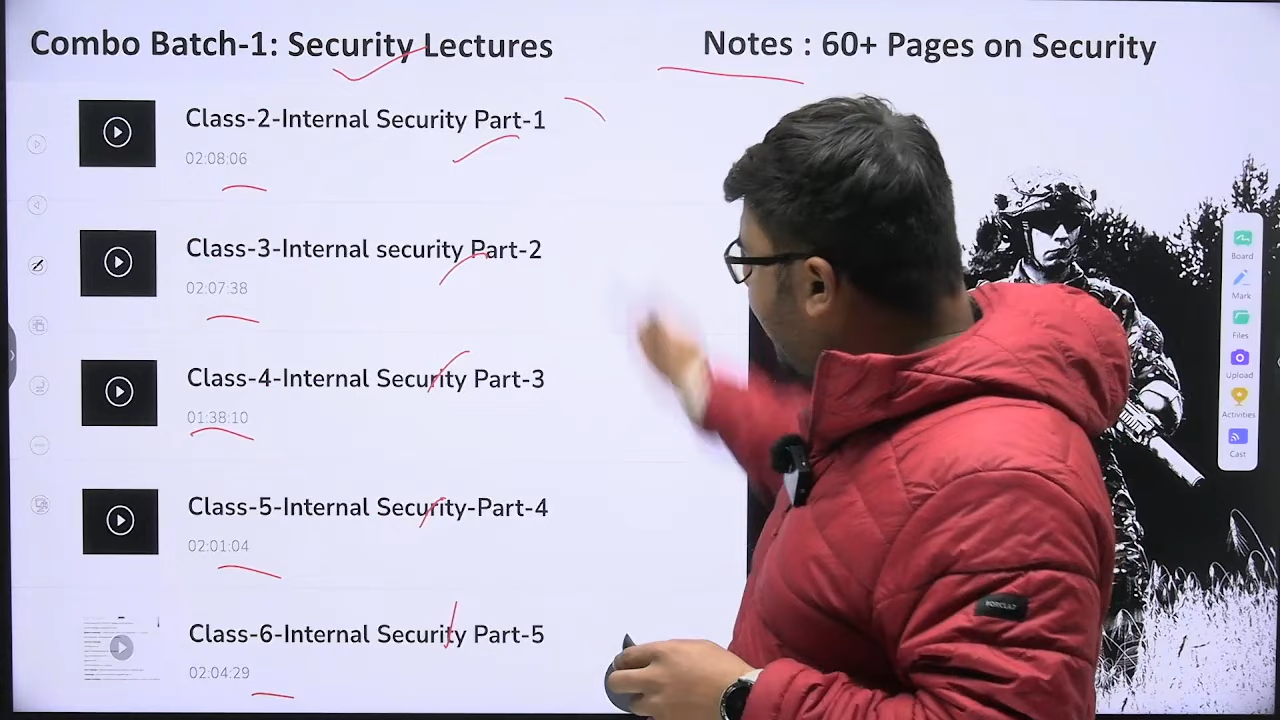 Combo Batch-1: Security Lectures
Notes : 60+ Pages on Security
Class-2-Internal Security Part-1
02:08:06
Class-3-Internal security Part-2
02:07:38
Class-4-Internal Security Part-3
01:38:10
Class-5-Internal Security-Part-4
02:01:04
Class-6-Internal Security Part-5
02:04:29
Board
Mark
Files
Upload
Activities
Cast